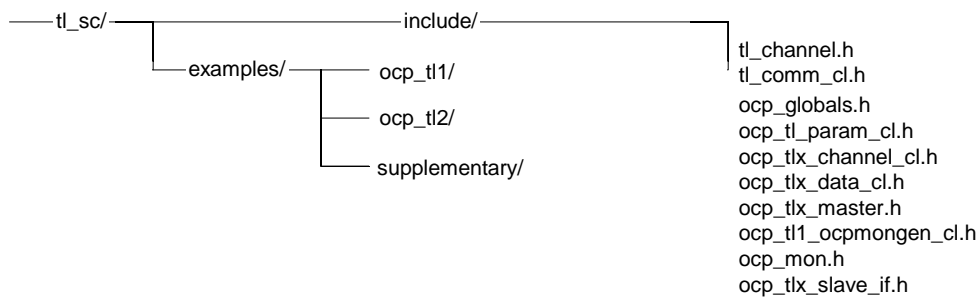 tl_sc/ include/
tl_channel.h
examples/ ocp_tl1/
tl_comm_cl.h
ocp_globals.h
ocp_tl2/
ocp_tl_param_cl.h
ocp_tlx_channel_cl.h
supplementary/
ocp_tlx_data_cl.h
ocp_tlx_master.h
ocp_tl1_ocpmongen_cl.h
ocp_mon.h
ocp_tlx_slave_if.h